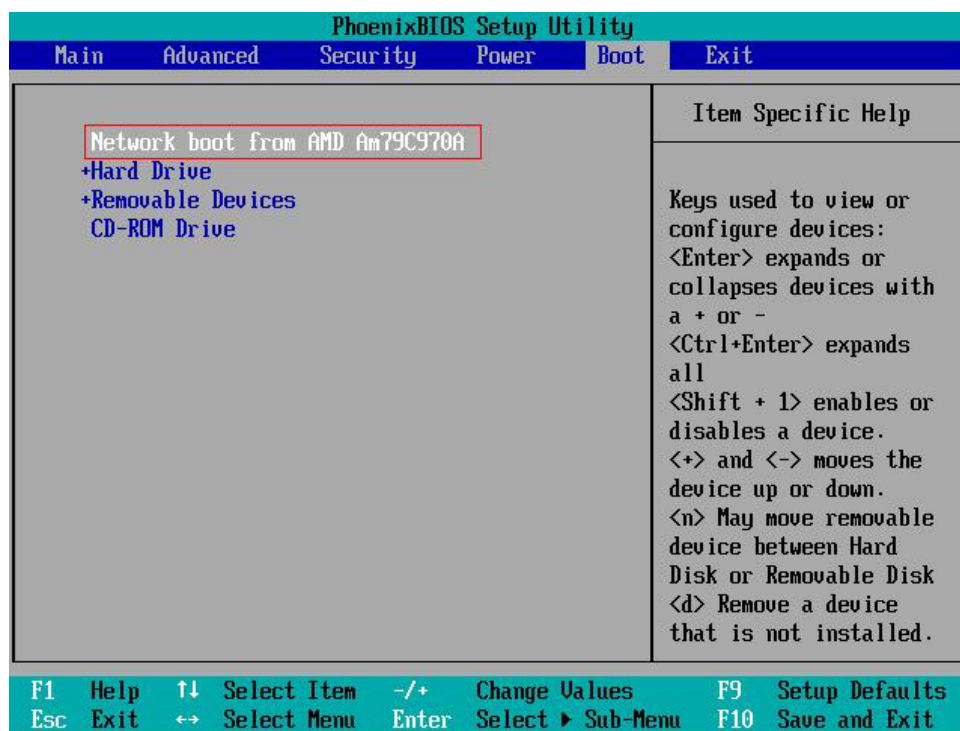 PhoenixBIOS Setup Utility
Main Advanced Security Power Boot Exit
Network boot from AMD Am79C970A
+Hard Drive
+Removable Devices
CD-ROM Drive
Item Specific Help
Keys used to view or
configure devices:
<Enter> expands or
collapses devices with
a + or -
<Ctrl+Enter> expands
all
<Shift + 1> enables or
disables a device.
<+> and <-> moves the
device up or down.
<n> May move removable
device between Hard
Disk or Removable Disk
<d> Remove a device
that is not installed.
F1 Help ↑↓ Select Item -/+ Change Values F9 Setup Defaults
Esc Exit ↔ Select Menu Enter Select ▶ Sub-Menu F10 Save and Exit